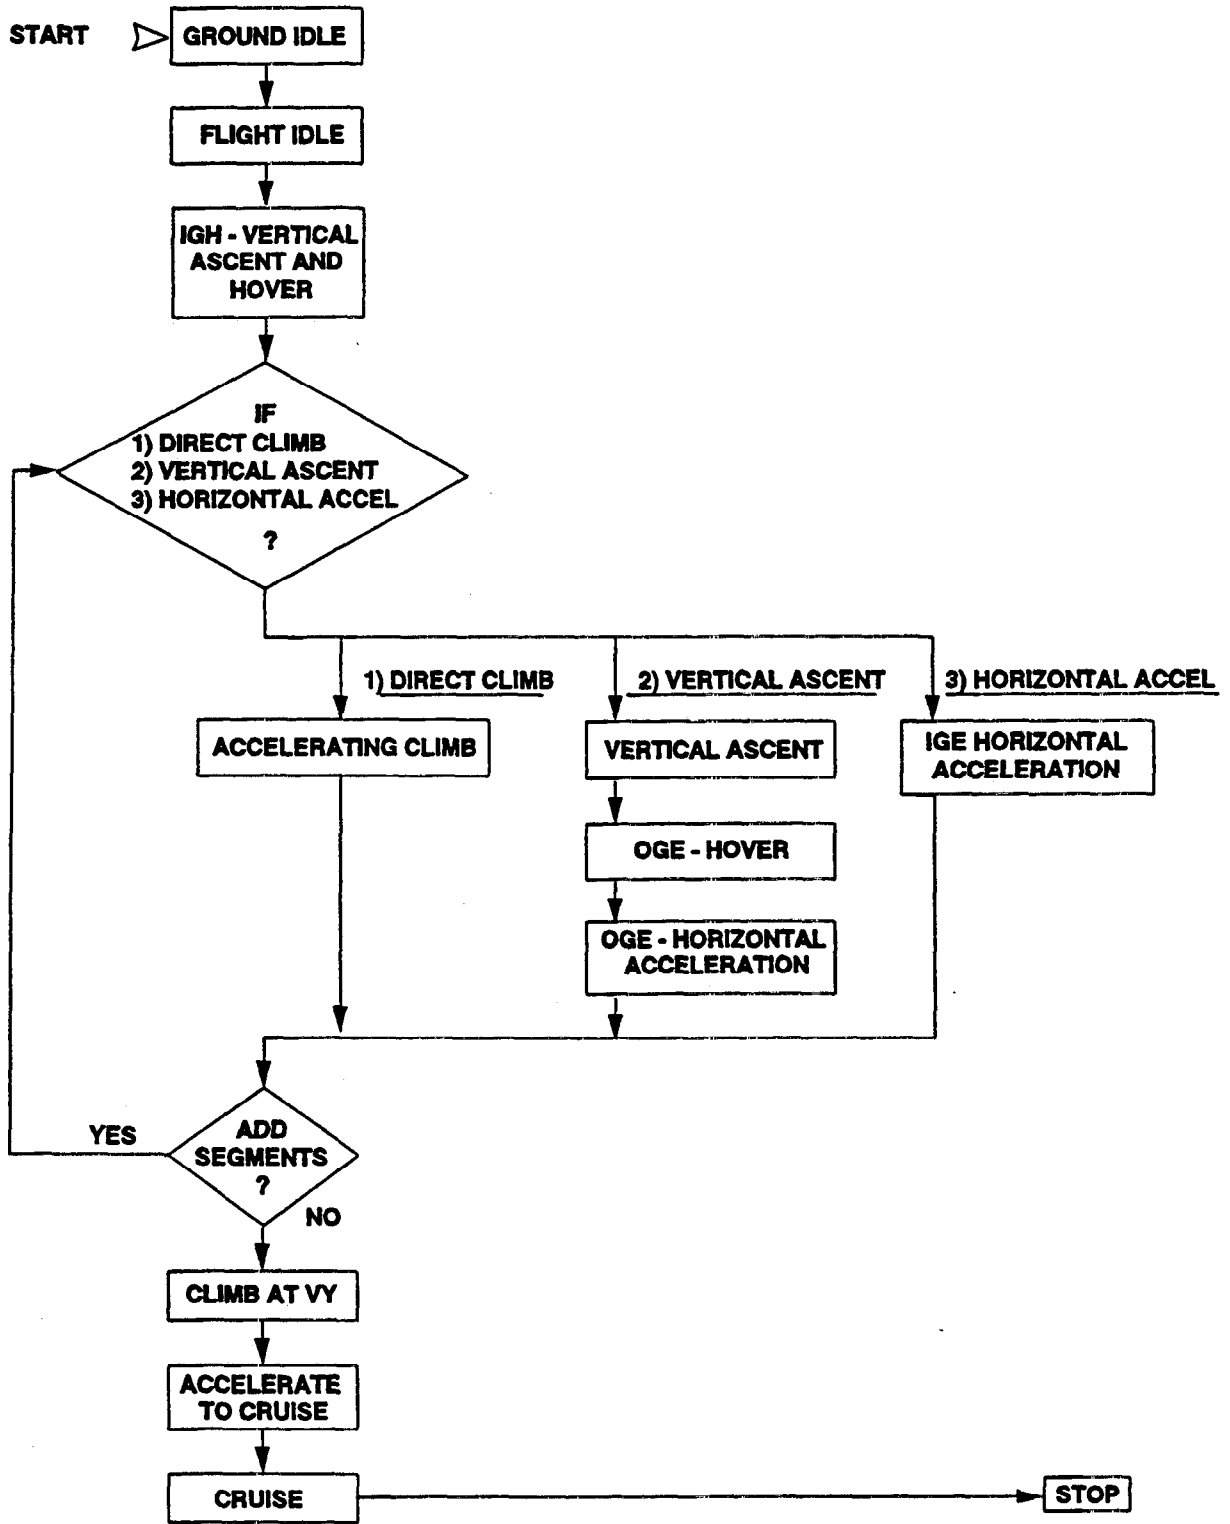 START
GROUND IDLE
FLIGHT IDLE
IGH - VERTICAL
ASCENT AND
HOVER
IF
1) DIRECT CLIMB
2) VERTICAL ASCENT
3) HORIZONTAL ACCEL
?
1) DIRECT CLIMB
2) VERTICAL ASCENT
3) HORIZONTAL ACCEL
ACCELERATING CLIMB
VERTICAL ASCENT
IGE HORIZONTAL
ACCELERATION
OGE - HOVER
OGE - HORIZONTAL
ACCELERATION
YES
ADD
SEGMENTS
?
NO
CLIMB AT VY
ACCELERATE
TO CRUISE
CRUISE
STOP